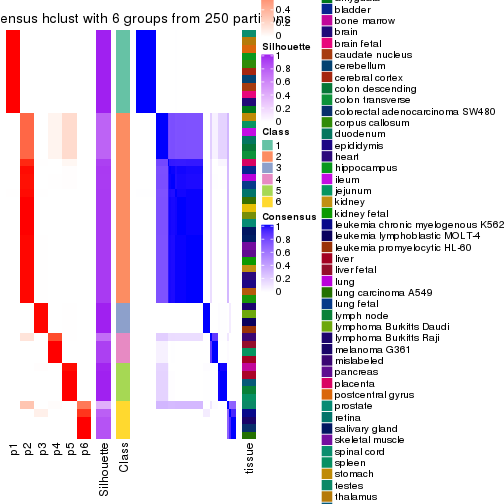 ensus hclust with 6 groups from 250 partitions
0.4
0.2
0
Silhouette
1
0.8
0.6
0.4
0.2
0
Class
1
2
3
4
5
6
Consensus
1
0.8
0.6
0.4
0.2
0
bladder
bone marrow
brain
brain fetal
caudate nucleus
cerebellum
cerebral cortex
colon descending
colon transverse
colorectal adenocarcinoma SW480
corpus callosum
duodenum
epididymis
heart
hippocampus
ileum
jejunum
kidney
kidney fetal
leukemia chronic myelogenous K562
leukemia lymphoblastic MOLT-4
leukemia promyelocytic HL-60
liver
liver fetal
lung
lung carcinoma A549
lung fetal
lymph node
lymphoma Burkitts Daudi
lymphoma Burkitts Raji
melanoma G361
mislabeled
pancreas
placenta
postcentral gyrus
prostate
retina
salivary gland
skeletal muscle
spinal cord
spleen
stomach
testes
thalamus
p1
p2
p3
p4
p5
p6
Silhouette
Class
tissue